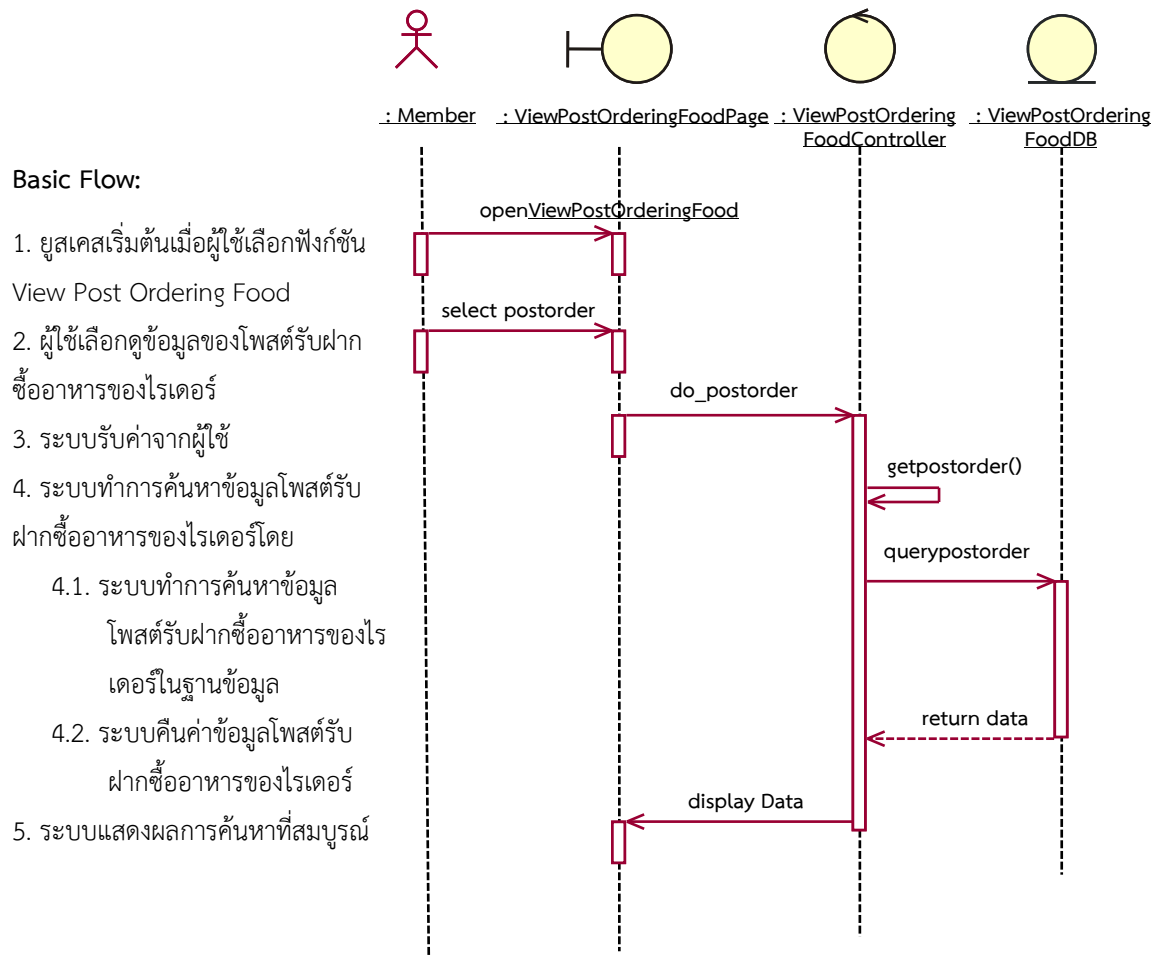 : Member
: ViewPostOrderingFoodPage
: ViewPostOrdering
FoodController
: ViewPostOrdering
FoodDB
Basic Flow:
1. ยูสเคสเริ่มต้นเมื่อผู้ใช้เลือกฟังก์ชัน
View Post Ordering Food
2. ผู้ใช้เลือกดูข้อมูลของโพสต์รับฝาก
ซื้ออาหารของไรเดอร์
3. ระบบรับค่าจากผู้ใช้
4. ระบบทำการค้นหาข้อมูลโพสต์รับ
ฝากซื้ออาหารของไรเดอร์โดย
4.1. ระบบทำการค้นหาข้อมูล
โพสต์รับฝากซื้ออาหารของไร
เดอร์ในฐานข้อมูล
4.2. ระบบคืนค่าข้อมูลโพสต์รับ
ฝากซื้ออาหารของไรเดอร์
5. ระบบแสดงผลการค้นหาที่สมบูรณ์
openViewPostOrderingFood
select postorder
do_postorder
getpostorder()
querypostorder
return data
display Data